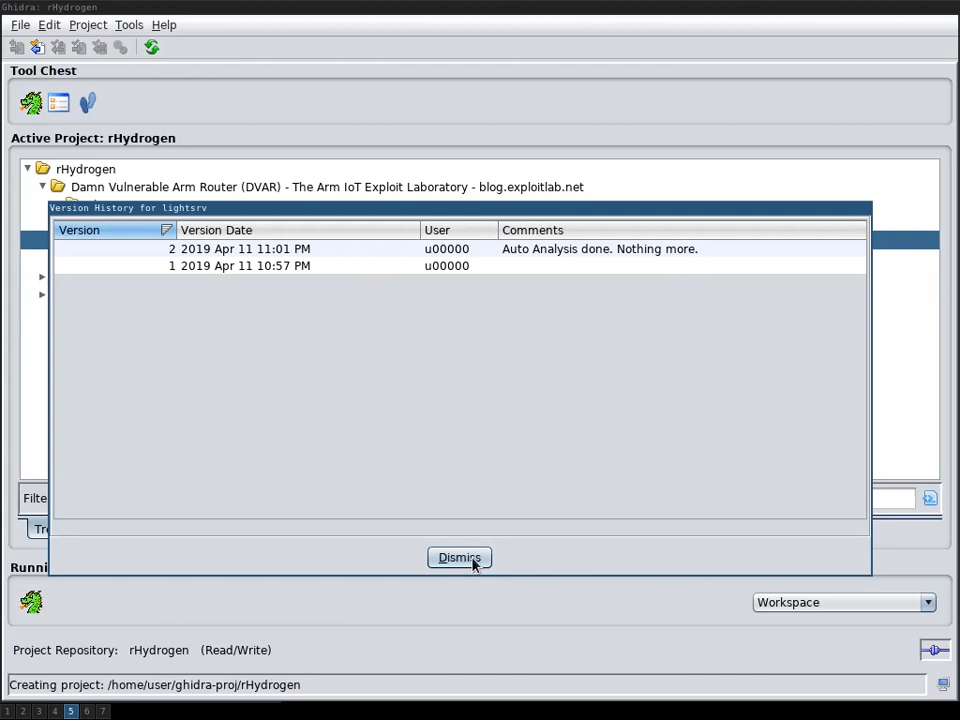 Ghidra: rHydrogen
File Edit Project Tools Help
Tool Chest
Active Project: rHydrogen
rHydrogen
Damn Vulnerable Arm Router (DVAR) - The Arm IoT Exploit Laboratory - blog.exploitlab.net
Version History for lightsrv
Version Version Date User Comments
2 2019 Apr 11 11:01 PM u00000 Auto Analysis done. Nothing more.
1 2019 Apr 11 10:57 PM u00000
Filte
Tr
Dismiss
Runni
Workspace
Project Repository: rHydrogen (Read/Write)
Creating project: /home/user/ghidra-proj/rHydrogen
1 2 3 4 5 6 7